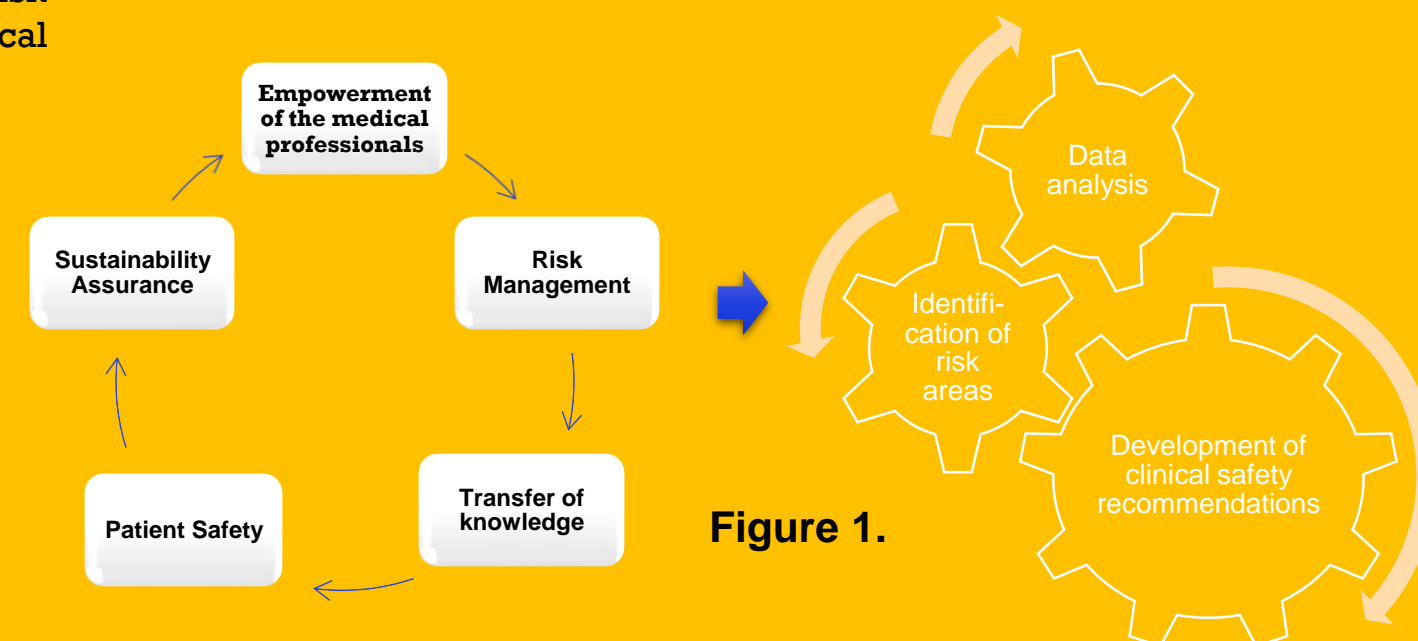 ical
Empowerment
of the medical
professionals
Sustainability
Assurance
Risk
Management
Patient Safety
Transfer of
knowledge
Figure 1.
Data
analysis
Identifi-
cation of
risk
areas
Development of
clinical safety
recommendations